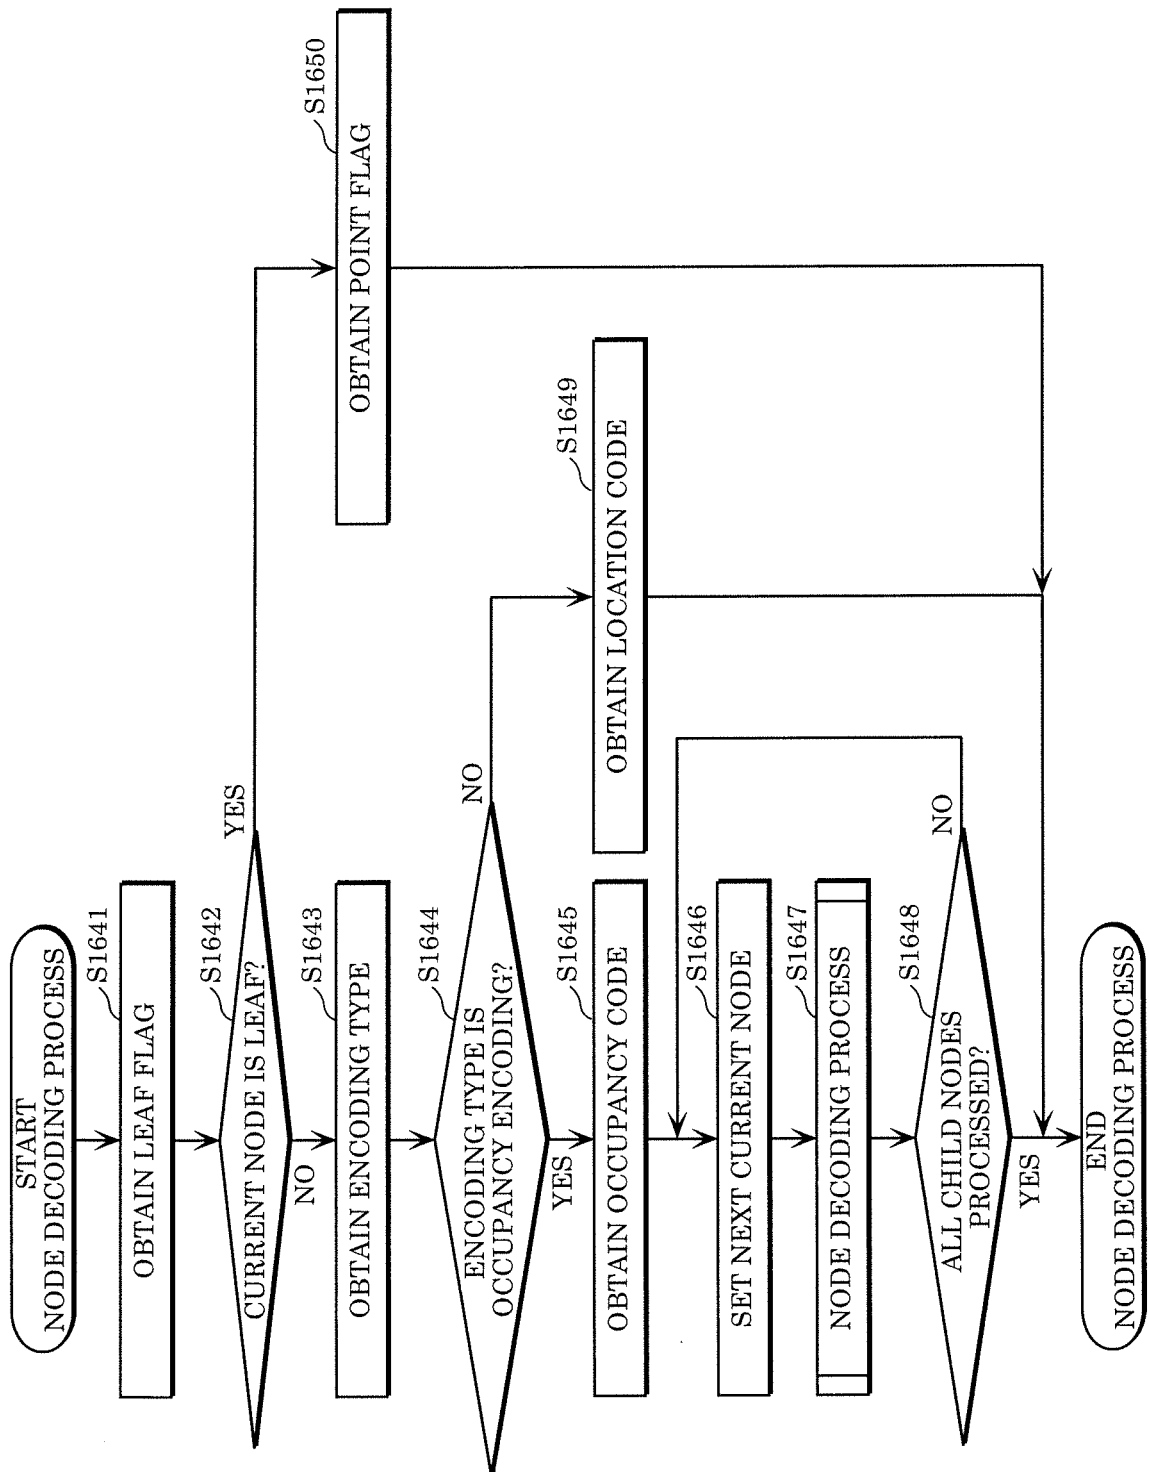 START
NODE DECODING PROCESS
S1641
OBTAIN LEAF FLAG
S1642
CURRENT NODE IS LEAF?
YES
NO
S1643
OBTAIN ENCODING TYPE
S1650
OBTAIN POINT FLAG
S1644
ENCODING TYPE IS
OCCUPANCY ENCODING?
NO
YES
S1645
OBTAIN OCCUPANCY CODE
S1649
OBTAIN LOCATION CODE
S1646
SET NEXT CURRENT NODE
S1647
NODE DECODING PROCESS
S1648
ALL CHILD NODES
PROCESSED?
NO
YES
END
NODE DECODING PROCESS